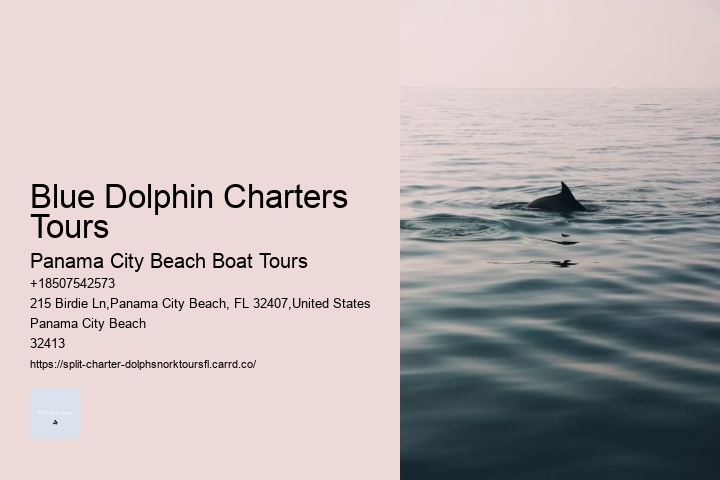 Blue Dolphin Charters
Tours
Panama City Beach Boat Tours
+18507542573
215 Birdie Ln,Panama City Beach, FL 32407,United States
Panama City Beach
32413
https://split-charter-dolphsnorktoursfl.carrd.co/